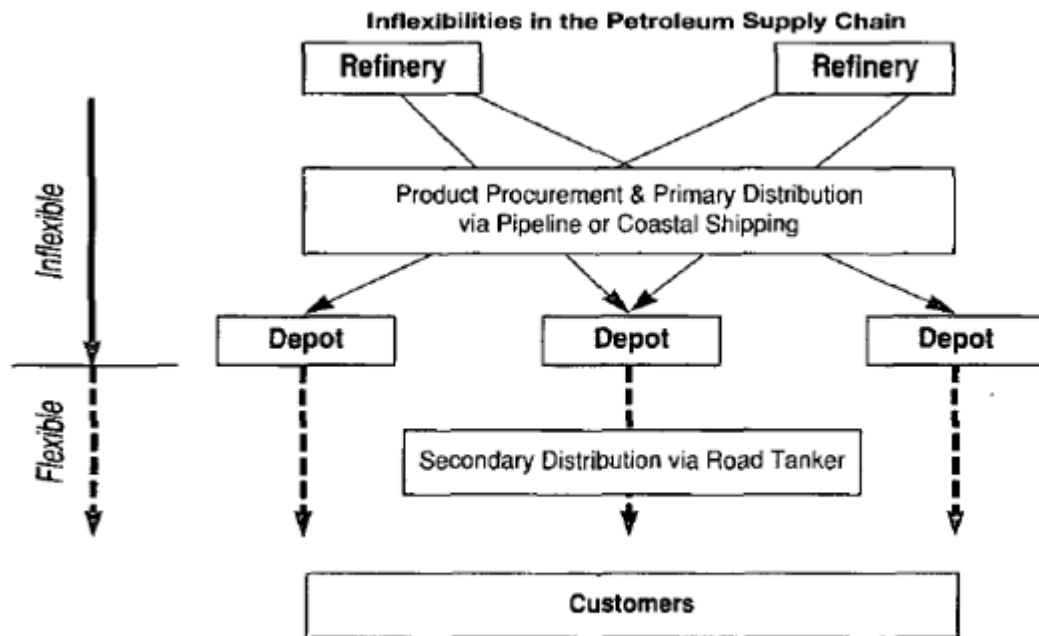 Inflexibilities in the Petroleum Supply Chain
Refinery
Refinery
Product Procurement & Primary Distribution
via Pipeline or Coastal Shipping
Inflexible
Depot
Depot
Depot
Flexible
Secondary Distribution via Road Tanker
Customers